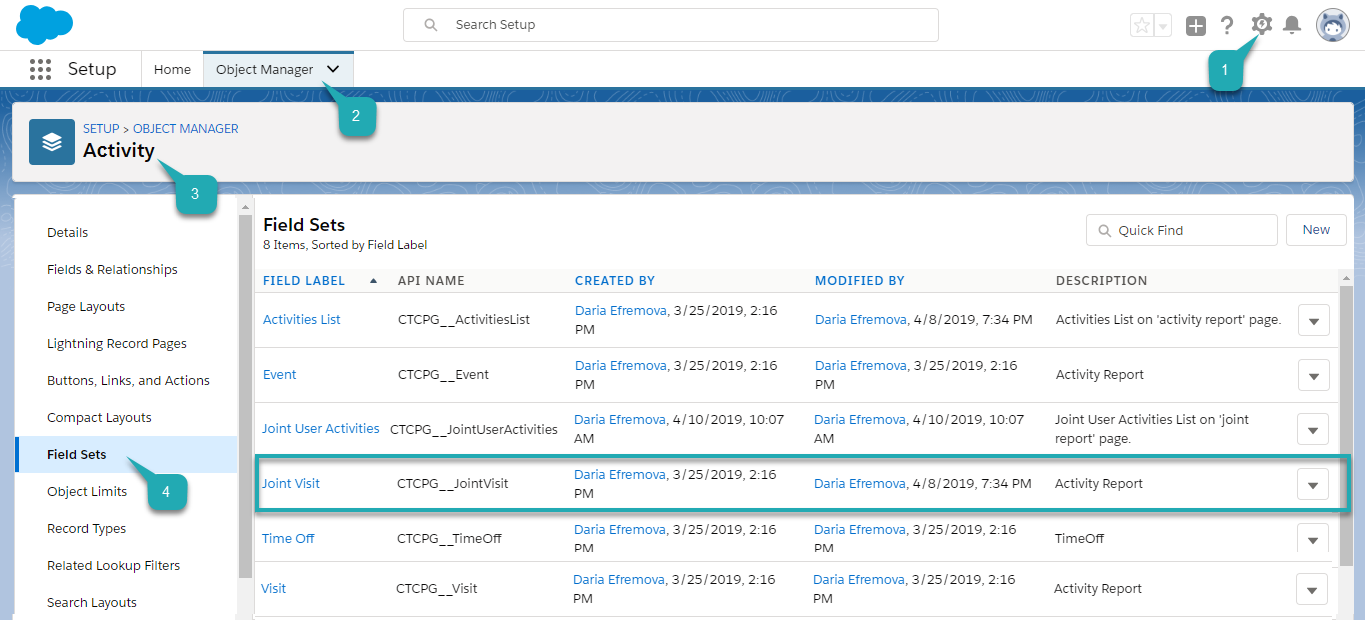 Search Setup
1
Setup
Home
Object Manager
2
SETUP > OBJECT MANAGER
Activity
3
Details
Fields & Relationships
Page Layouts
Lightning Record Pages
Buttons, Links, and Actions
Compact Layouts
Field Sets
4
Object Limits
Record Types
Related Lookup Filters
Search Layouts
Field Sets
8 Items, Sorted by Field Label
Quick Find
New
FIELD LABEL API NAME CREATED BY MODIFIED BY DESCRIPTION
Activities List CTCPG__ActivitiesList Daria Efremova, 3/25/2019, 2:16 PM Daria Efremova, 4/8/2019, 7:34 PM Activities List on 'activity report' page.
Event CTCPG__Event Daria Efremova, 3/25/2019, 2:16 PM Daria Efremova, 3/25/2019, 2:16 PM Activity Report
Joint User Activities CTCPG__JointUserActivities Daria Efremova, 4/10/2019, 10:07 AM Daria Efremova, 4/10/2019, 10:07 AM Joint User Activities List on 'joint report' page.
Joint Visit CTCPG__JointVisit Daria Efremova, 3/25/2019, 2:16 PM Daria Efremova, 4/8/2019, 7:34 PM Activity Report
Time Off CTCPG__TimeOff Daria Efremova, 3/25/2019, 2:16 PM Daria Efremova, 3/25/2019, 2:16 PM TimeOff
Visit CTCPG__Visit Daria Efremova, 3/25/2019, 2:16 PM Daria Efremova, 3/25/2019, 2:16 PM Activity Report